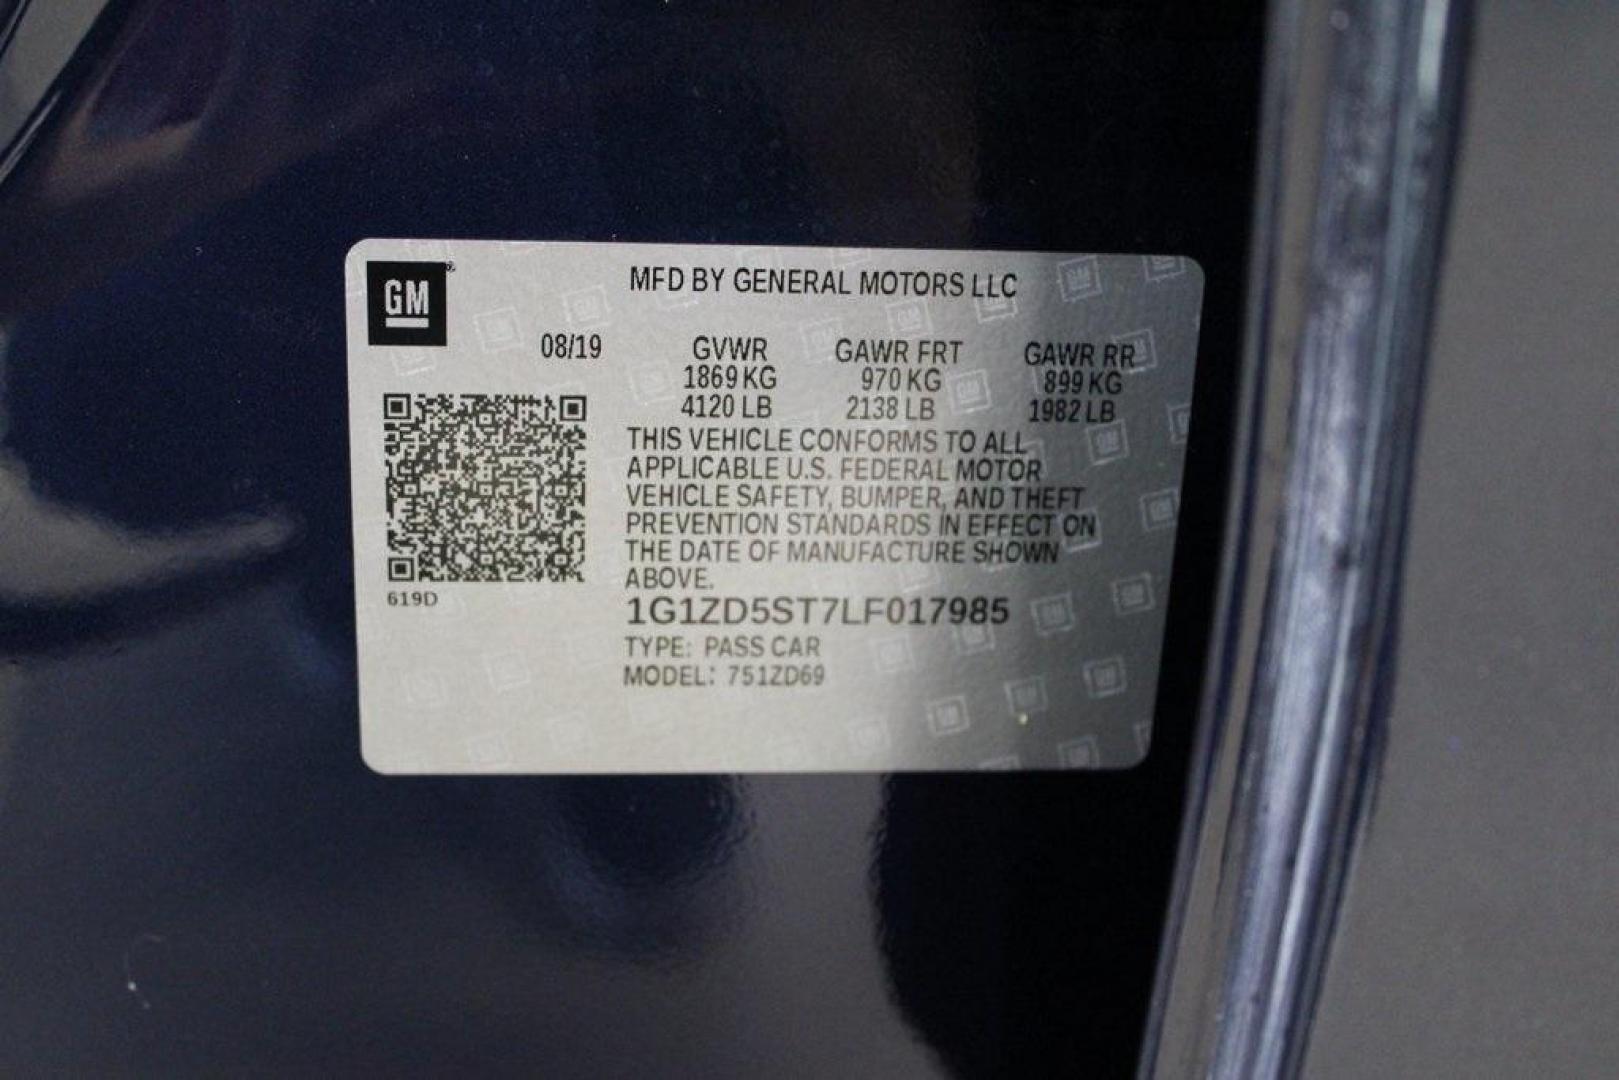 GM®
MFD BY GENERAL MOTORS LLC
08/19 GVWR GAWR FRT GAWR RR
1869 KG 970 KG 899 KG
4120 LB 2138 LB 1982 LB
THIS VEHICLE CONFORMS TO ALL
APPLICABLE U.S. FEDERAL MOTOR
VEHICLE SAFETY, BUMPER, AND THEFT
PREVENTION STANDARDS IN EFFECT ON
THE DATE OF MANUFACTURE SHOWN
ABOVE.
619D
1G1ZD5ST7LF017985
TYPE: PASS CAR
MODEL: 751ZD69